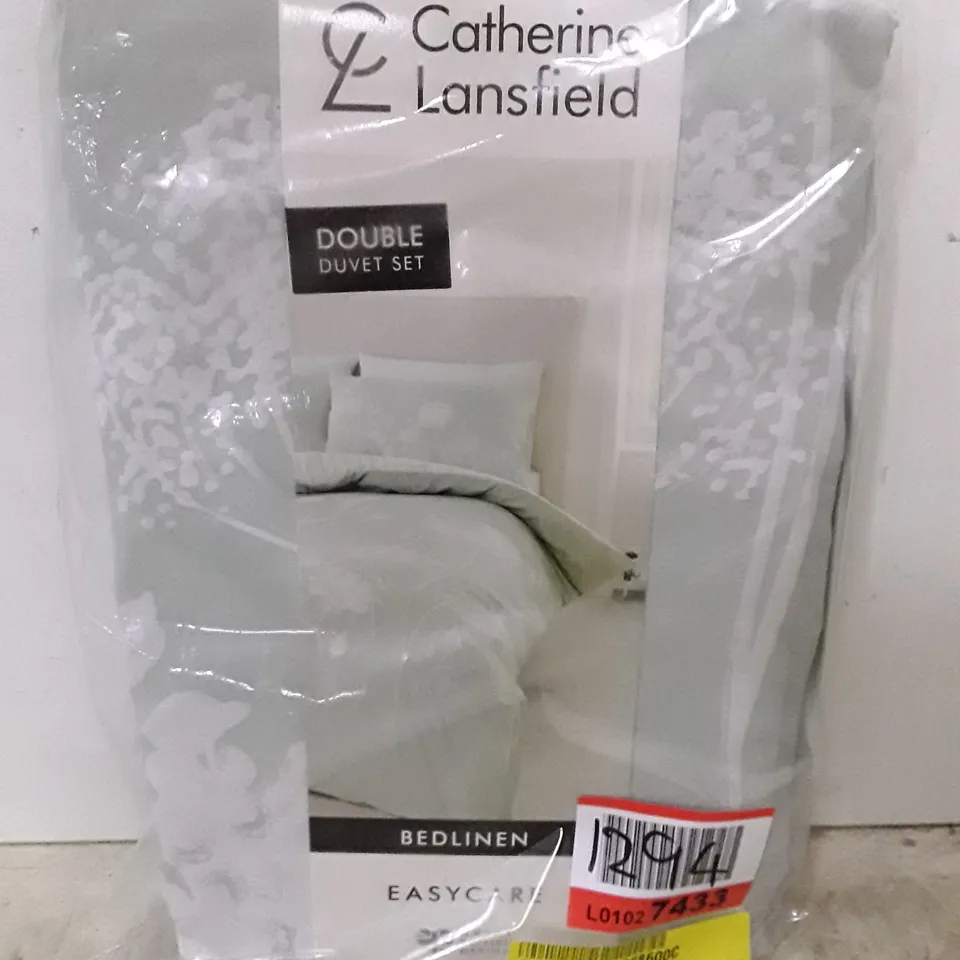 Catherine
Lansfield
DOUBLE
DUVET SET
BEDLINEN
EASYCARE
1294
L0102 7433